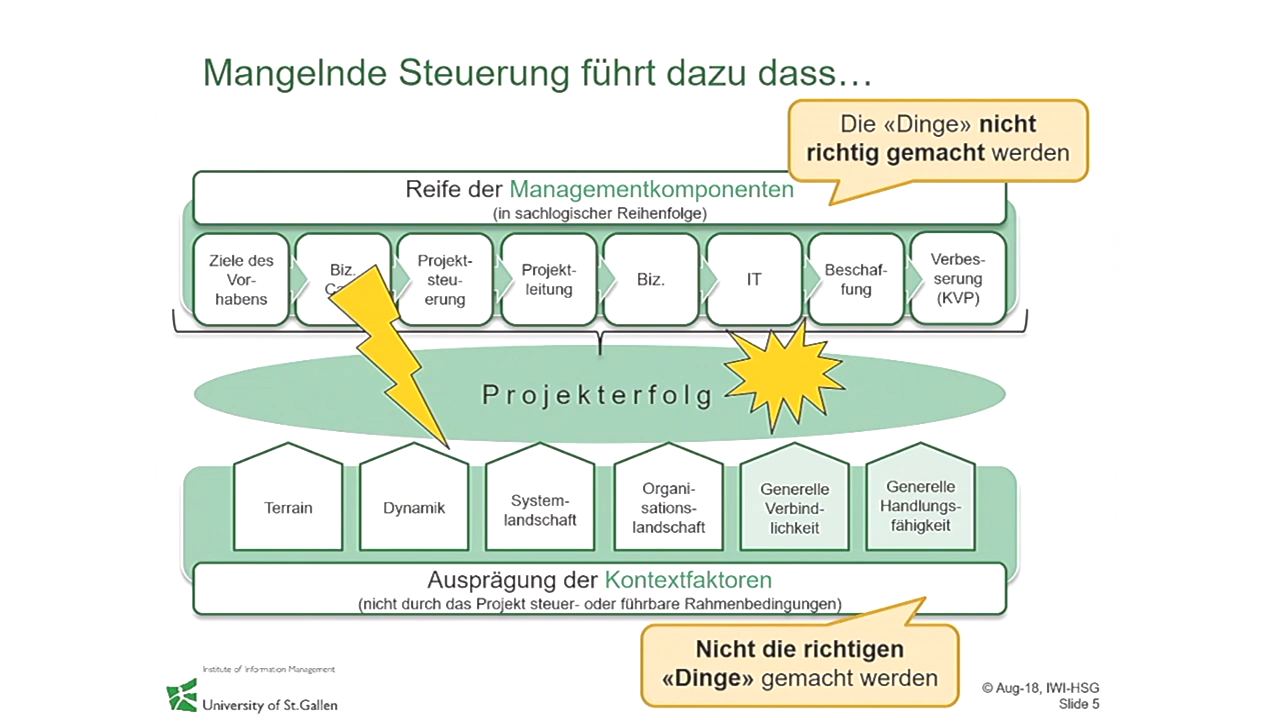 Mangelnde Steuerung führt dazu dass…
Die «Dinge» nicht
richtig gemacht werden
Reife der Managementkomponenten
(in sachlogischer Reihenfolge)
Ziele des
Vor-
habens
Biz.
Projekt-
steu-
erung
Projekt-
leitung
Biz.
IT
Beschaf-
fung
Verbes-
serung
(KVP)
Projekterfolg
Terrain
Dynamik
System-
landschaft
Organi-
sations-
landschaft
Generelle
Verbind-
lichkeit
Generelle
Handlungs-
fähigkeit
Ausprägung der Kontextfaktoren
(nicht durch das Projekt steuer- oder führbare Rahmenbedingungen)
Nicht die richtigen
«Dinge» gemacht werden
Institute of Information Management
University of St.Gallen
© Aug-18, IWI-HSG
Slide 5